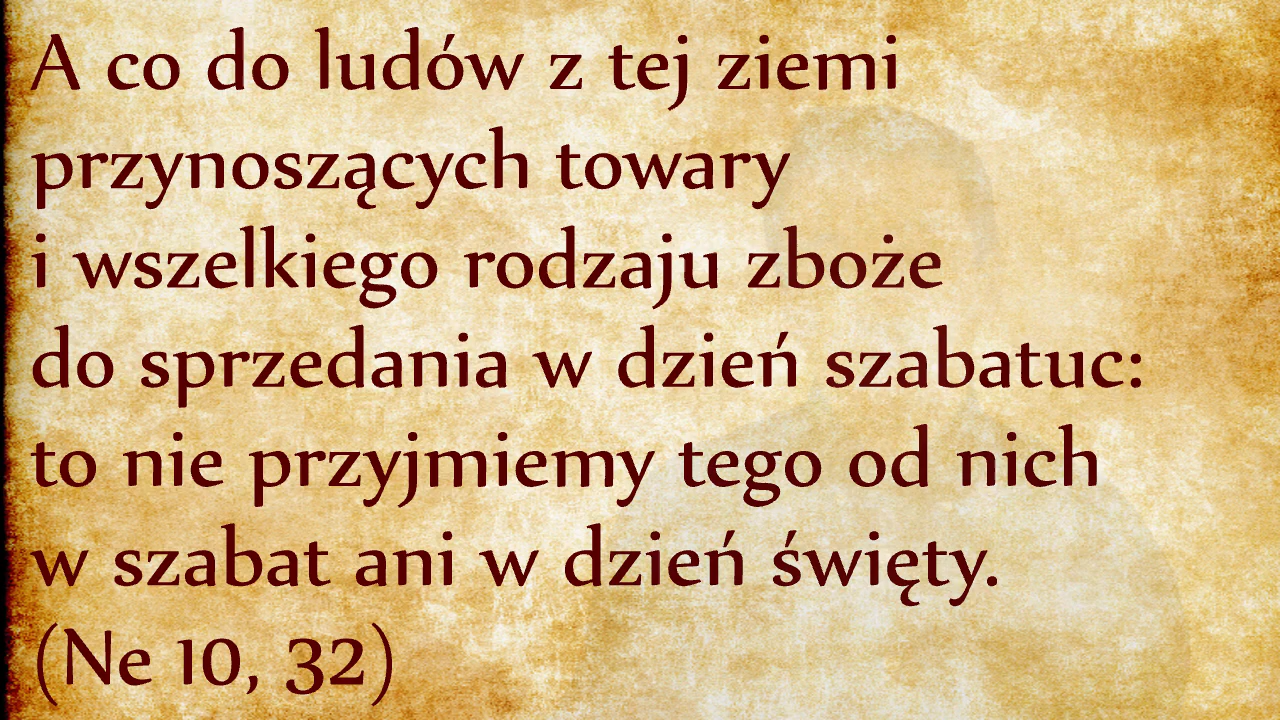 A co do ludów z tej ziemi
przynoszących towary
i wszelkiego rodzaju zboże
do sprzedania w dzień szabatuc:
to nie przyjmiemy tego od nich
w szabat ani w dzień święty.
(Ne 10, 32)